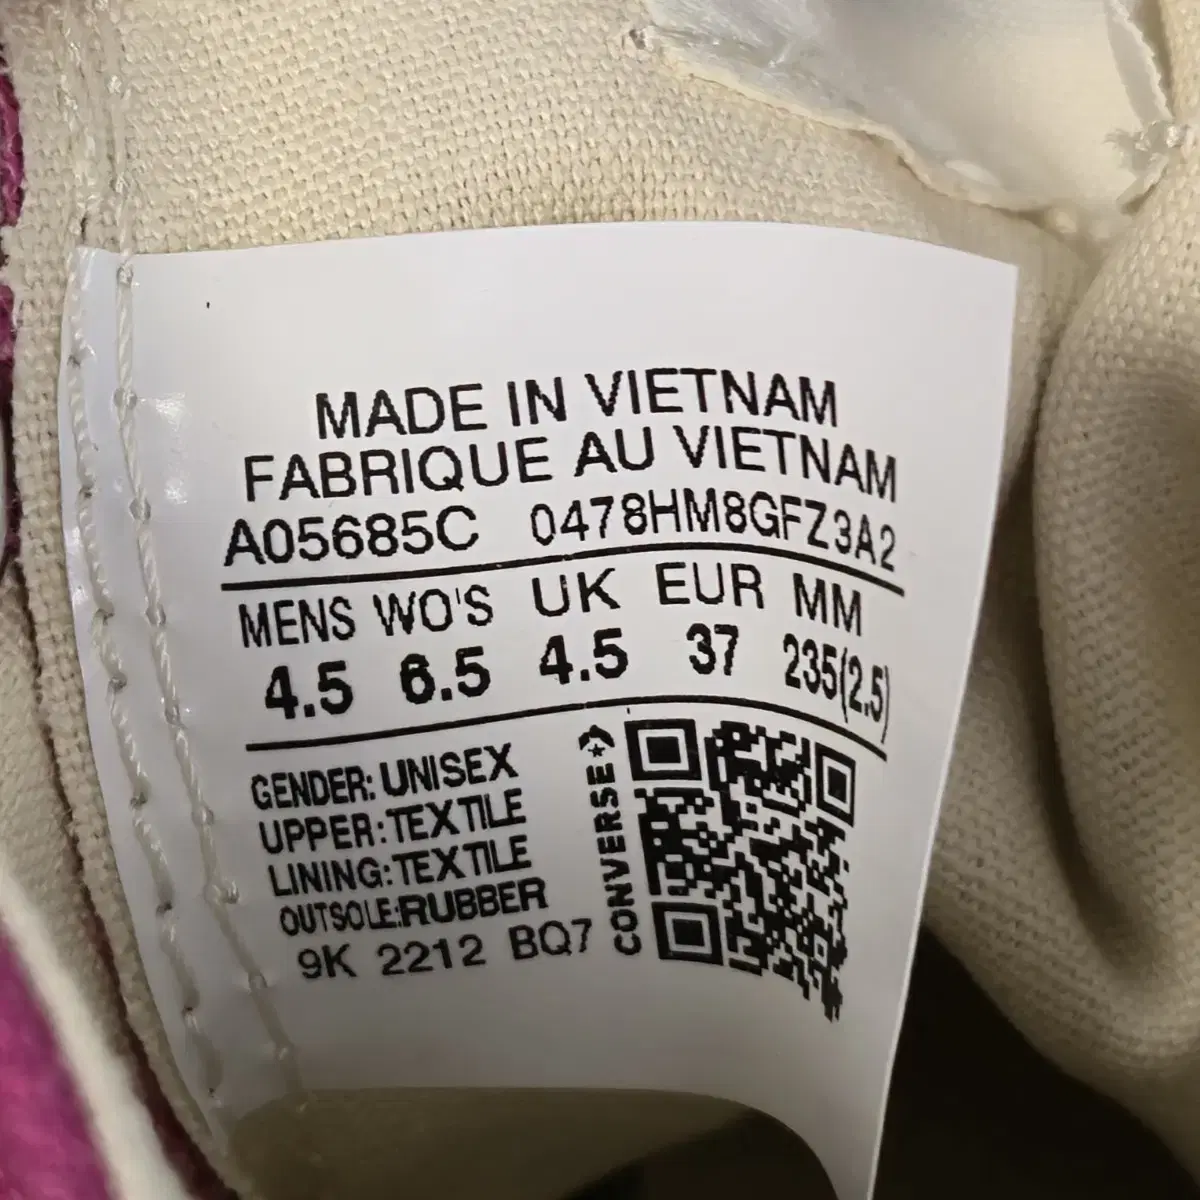 MADE IN VIETNAM
FABRIQUE AU VIETNAM
A05685C 0478HM8GFZ3A2
MENS WO'S UK EUR MM
4.5 6.5 4.5 37 235(2.5)
GENDER: UNISEX
UPPER: TEXTILE
LINING: TEXTILE
OUTSOLE:RUBBER
9K 2212 BQ7
CONVERSE